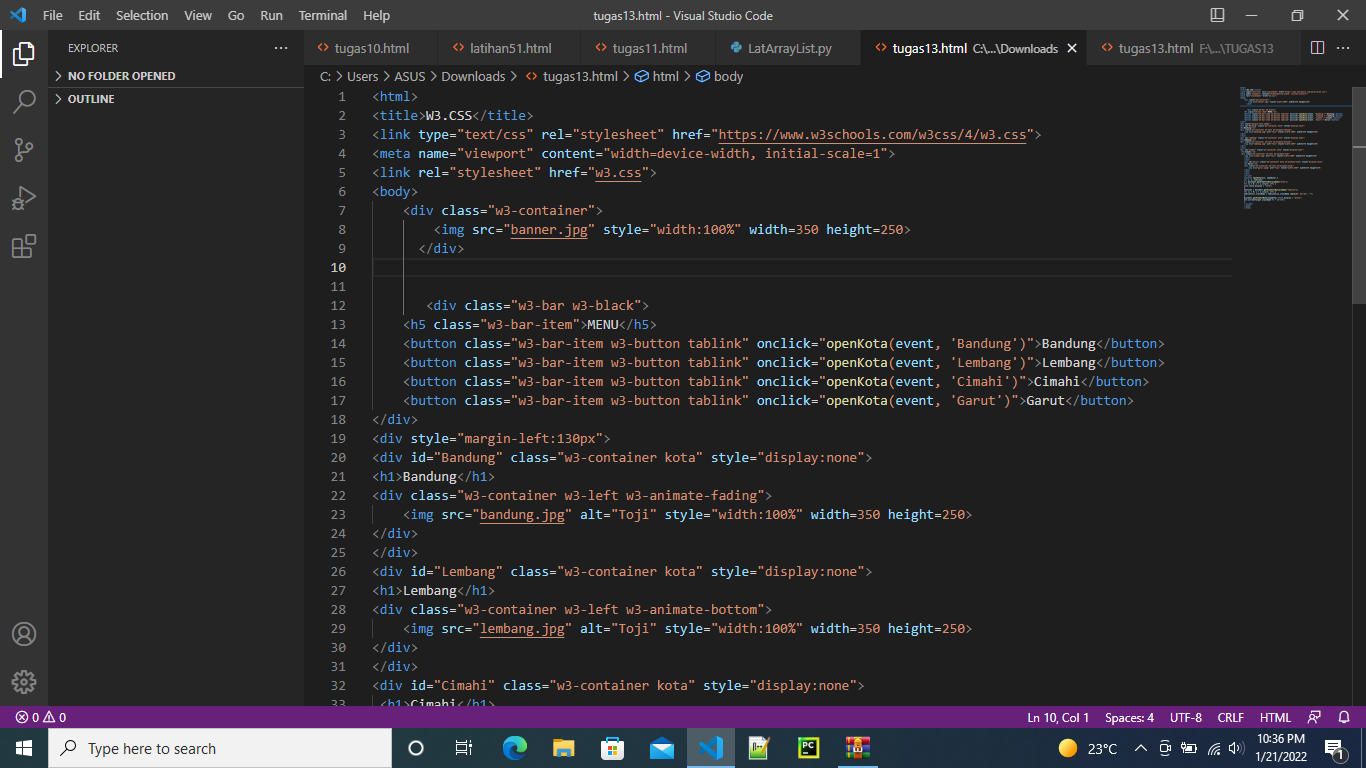 File Edit Selection View Go Run Terminal Help tugas13.html - Visual Studio Code
EXPLORER
NO FOLDER OPENED
OUTLINE
tugas10.html latihan51.html tugas11.html LatArrayList.py tugas13.html C:\...\Downloads tugas13.html F:\...\TUGAS13
C: > Users > ASUS > Downloads > tugas13.html > html > body
1 <html>
2 <title>W3.CSS</title>
3 <link type="text/css" rel="stylesheet" href="https://www.w3schools.com/w3css/4/w3.css">
4 <meta name="viewport" content="width=device-width, initial-scale=1">
5 <link rel="stylesheet" href="w3.css">
6 <body>
7 <div class="w3-container">
8 <img src="banner.jpg" style="width:100%" width=350 height=250>
9 </div>
10
11
12 <div class="w3-bar w3-black">
13 <h5 class="w3-bar-item">MENU</h5>
14 <button class="w3-bar-item w3-button tablink" onclick="openKota(event, 'Bandung')">Bandung</button>
15 <button class="w3-bar-item w3-button tablink" onclick="openKota(event, 'Lembang')">Lembang</button>
16 <button class="w3-bar-item w3-button tablink" onclick="openKota(event, 'Cimahi')">Cimahi</button>
17 <button class="w3-bar-item w3-button tablink" onclick="openKota(event, 'Garut')">Garut</button>
18 </div>
19 <div style="margin-left:130px">
20 <div id="Bandung" class="w3-container kota" style="display:none">
21 <h1>Bandung</h1>
22 <div class="w3-container w3-left w3-animate-fading">
23 <img src="bandung.jpg" alt="Toji" style="width:100%" width=350 height=250>
24 </div>
25 </div>
26 <div id="Lembang" class="w3-container kota" style="display:none">
27 <h1>Lembang</h1>
28 <div class="w3-container w3-left w3-animate-bottom">
29 <img src="lembang.jpg" alt="Toji" style="width:100%" width=350 height=250>
30 </div>
31 </div>
32 <div id="Cimahi" class="w3-container kota" style="display:none">
33 <h1>Cimahi</h1>
0 0 Ln 10, Col 1 Spaces: 4 UTF-8 CRLF HTML
Type here to search 23°C 10:36 PM
1/21/2022 1